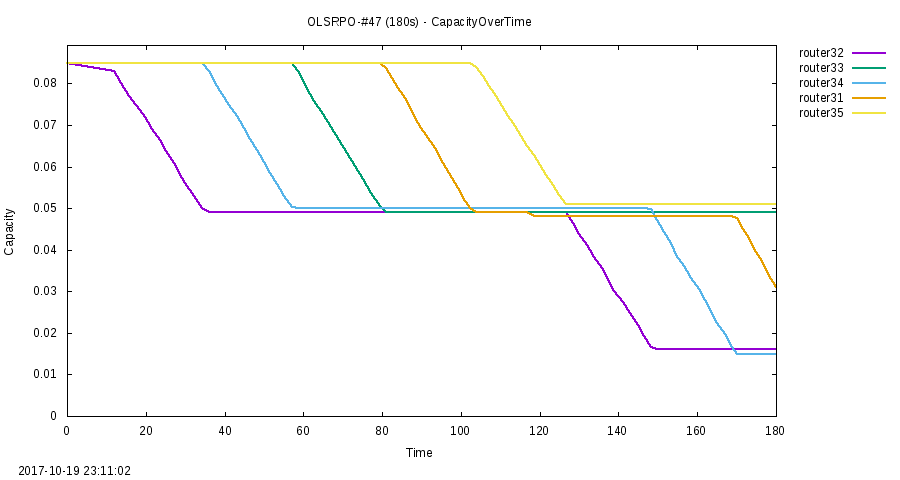 OLSRPO-#47 (180s) - CapacityOverTime
router32
router33
router34
router31
router35
0.08
0.07
0.06
0.05
0.04
0.03
0.02
0.01
0
Capacity
0 20 40 60 80 100 120 140 160 180
Time
2017-10-19 23:11:02